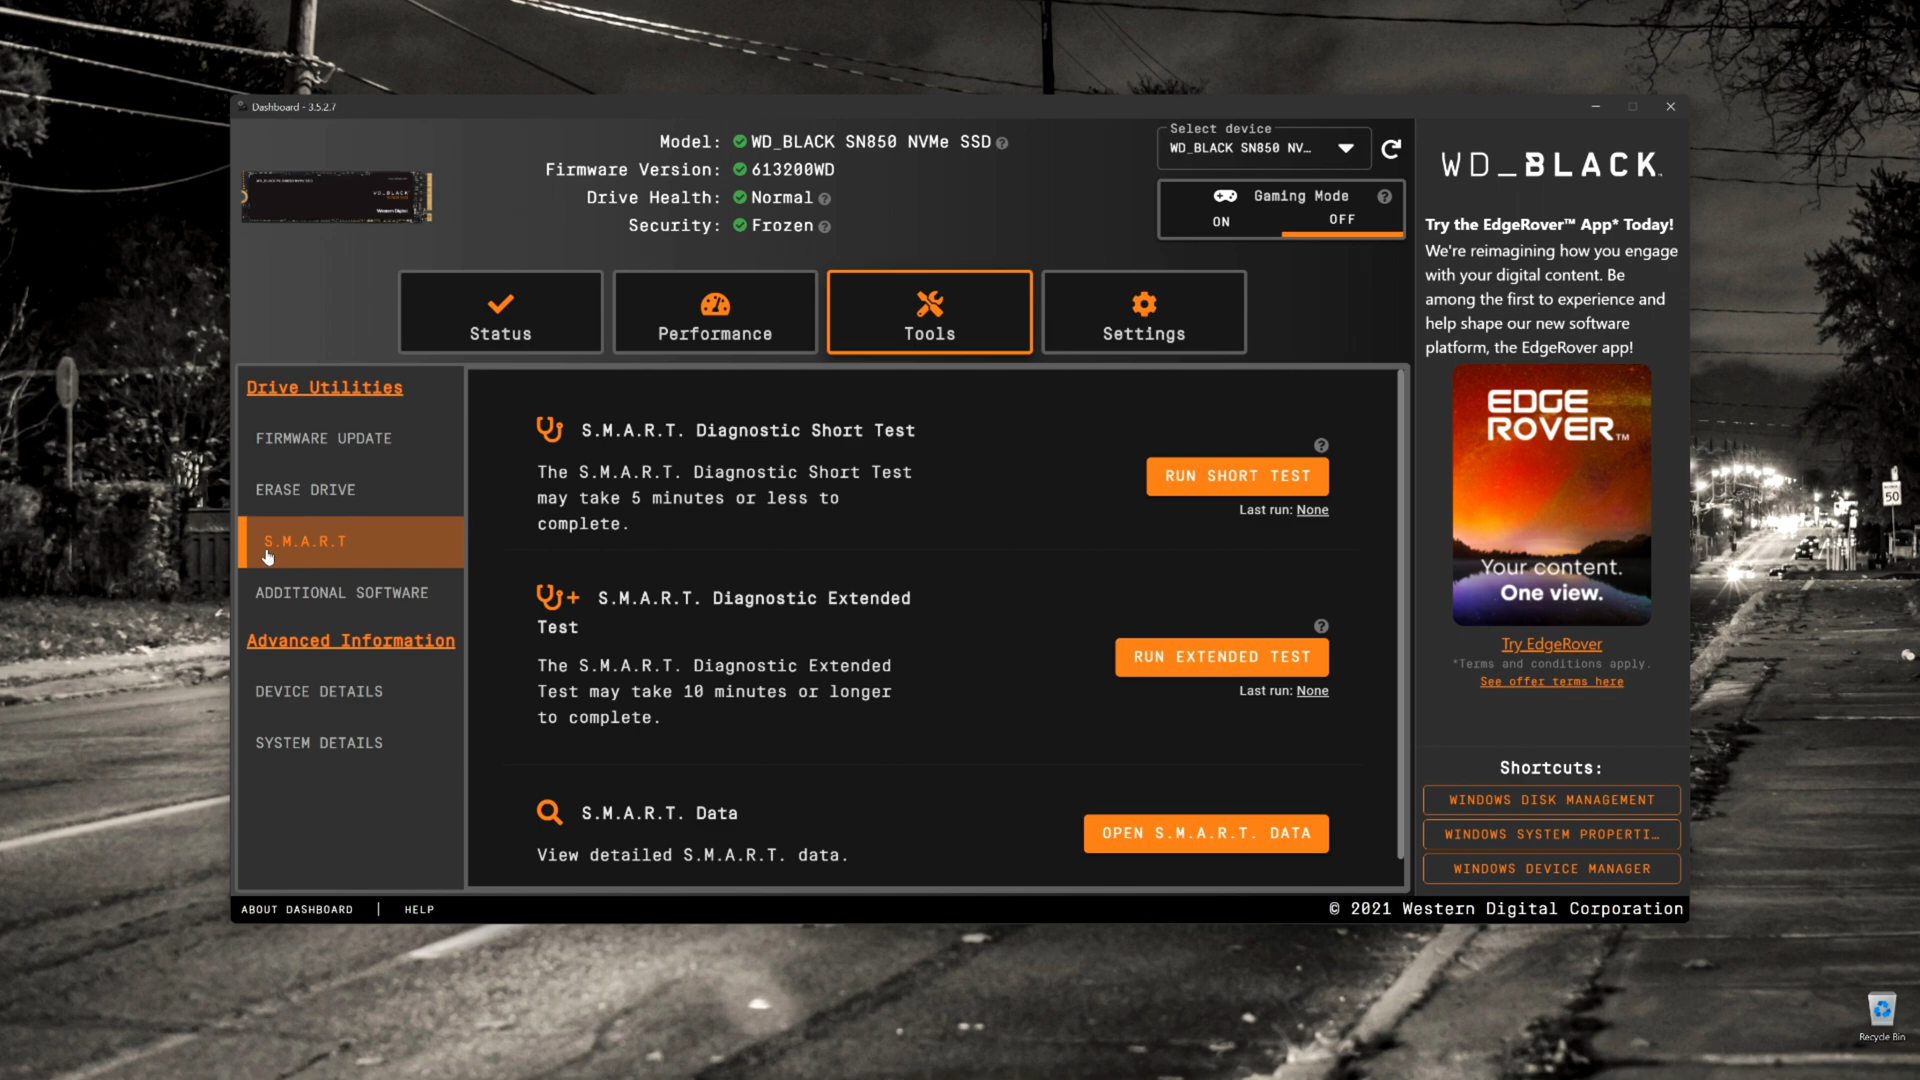 Dashboard - 3.5.2.7
Model: WD_BLACK SN850 NVMe SSD
Firmware Version: 613200WD
Drive Health: Normal
Security: Frozen
Select device
WD_BLACK SN850 NV...
Gaming Mode
ON OFF
Status
Performance
Tools
Settings
Drive Utilities
FIRMWARE UPDATE
ERASE DRIVE
S.M.A.R.T
ADDITIONAL SOFTWARE
Advanced Information
DEVICE DETAILS
SYSTEM DETAILS
S.M.A.R.T. Diagnostic Short Test
The S.M.A.R.T. Diagnostic Short Test
may take 5 minutes or less to
complete.
RUN SHORT TEST
Last run: None
S.M.A.R.T. Diagnostic Extended
Test
The S.M.A.R.T. Diagnostic Extended
Test may take 10 minutes or longer
to complete.
RUN EXTENDED TEST
Last run: None
S.M.A.R.T. Data
View detailed S.M.A.R.T. data.
OPEN S.M.A.R.T. DATA
WD_BLACK™
Try the EdgeRover™ App* Today!
We're reimagining how you engage
with your digital content. Be
among the first to experience and
help shape our new software
platform, the EdgeRover app!
EDGE
ROVER™
Your content.
One view.
Try EdgeRover
*Terms and conditions apply.
See offer terms here
Shortcuts:
WINDOWS DISK MANAGEMENT
WINDOWS SYSTEM PROPERTI...
WINDOWS DEVICE MANAGER
ABOUT DASHBOARD | HELP
© 2021 Western Digital Corporation
50
Recycle Bin